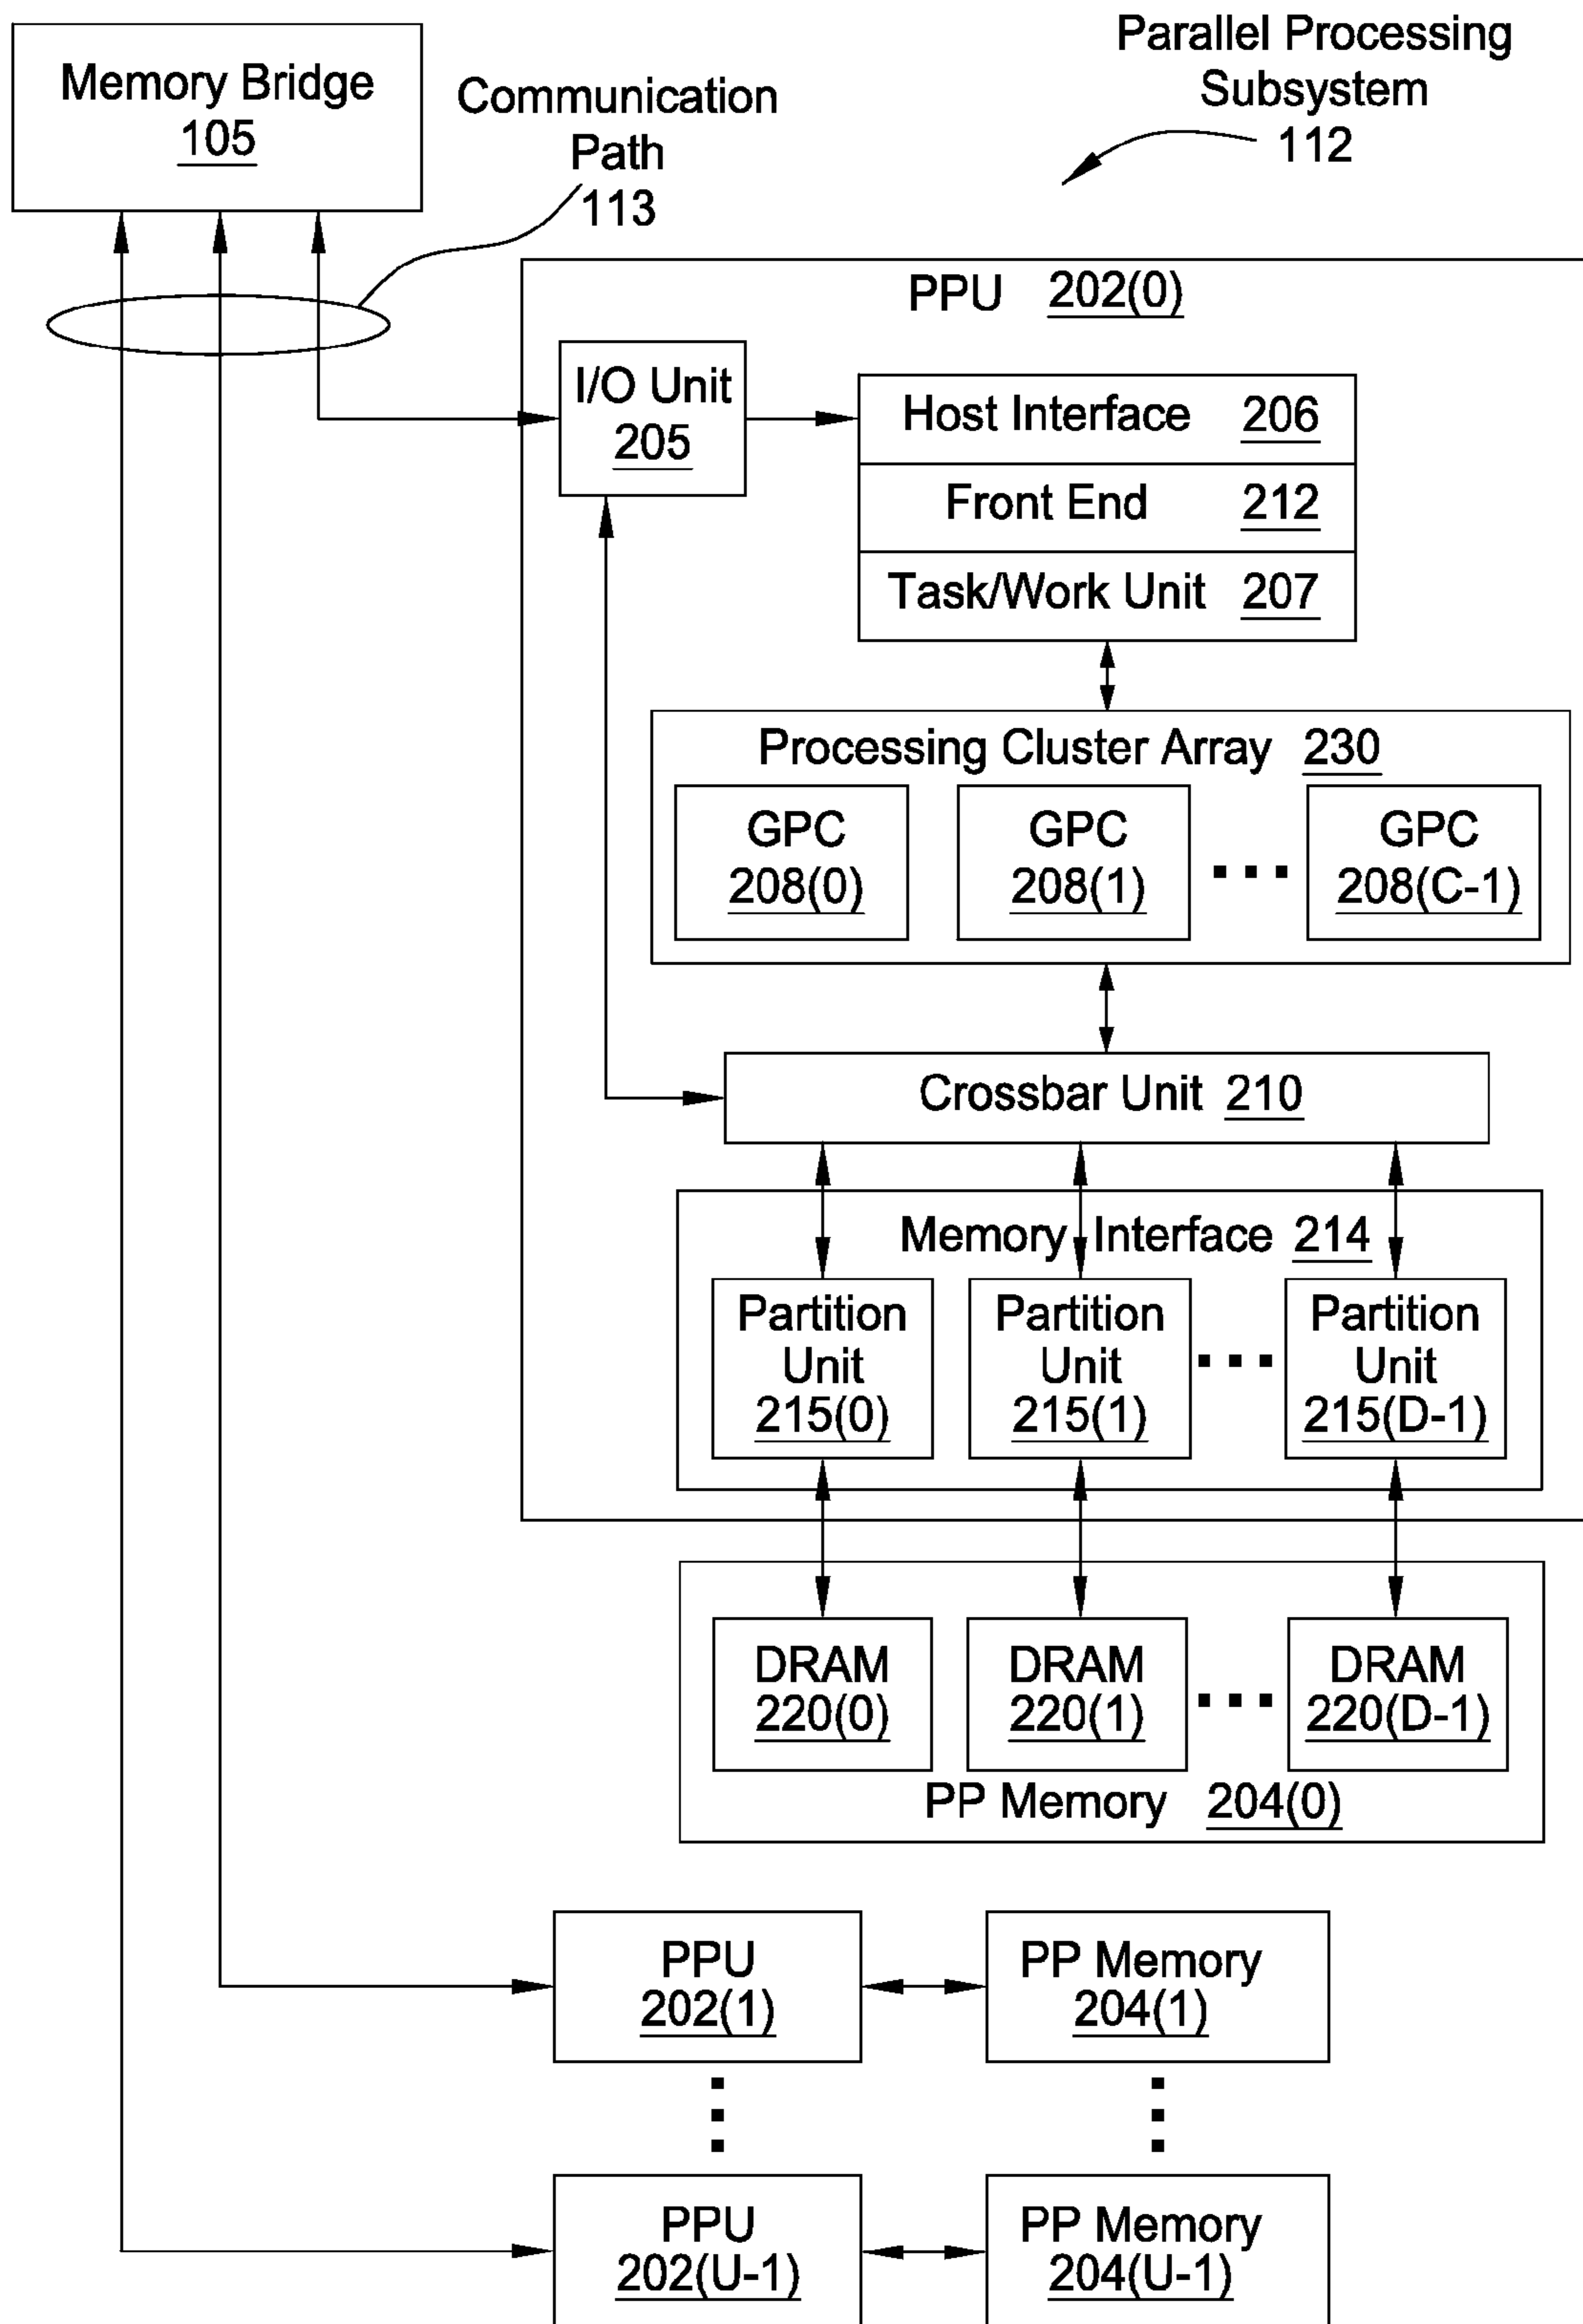 Parallel Processing
Subsystem
112
Memory Bridge
105
Communication
Path
113
PPU 202(0)
I/O Unit
205
Host Interface 206
Front End 212
Task/Work Unit 207
Processing Cluster Array 230
GPC
208(0)
GPC
208(1)
GPC
208(C-1)
Crossbar Unit 210
Memory Interface 214
Partition
Unit
215(0)
Partition
Unit
215(1)
Partition
Unit
215(D-1)
DRAM
220(0)
DRAM
220(1)
DRAM
220(D-1)
PP Memory 204(0)
PPU
202(1)
PP Memory
204(1)
PPU
202(U-1)
PP Memory
204(U-1)